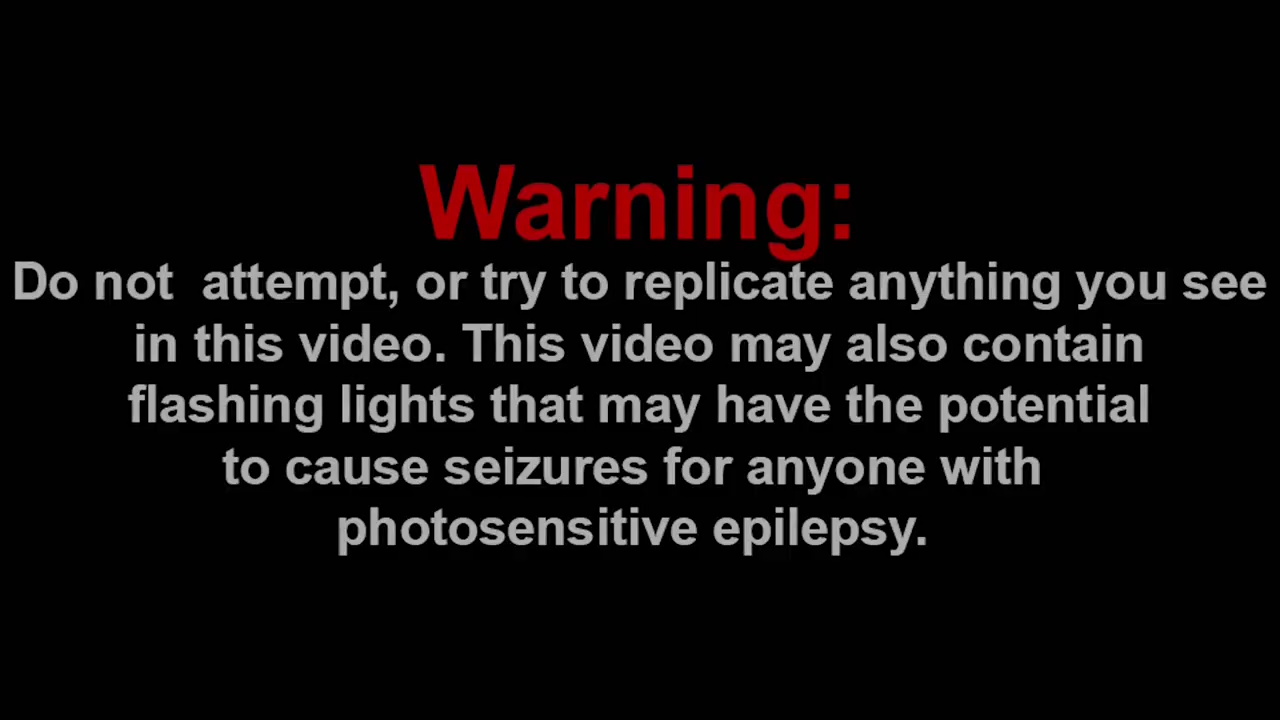 Warning:
Do not  attempt, or try to replicate anything you see
in this video. This video may also contain
flashing lights that may have the potential
to cause seizures for anyone with
photosensitive epilepsy.